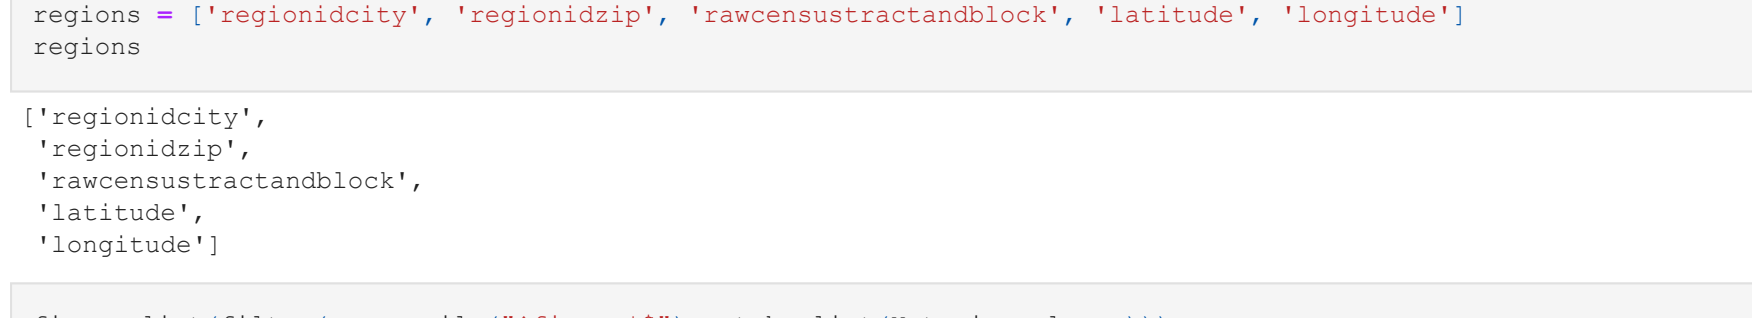 regions = ['regionidcity', 'regionidzip', 'rawcensustractandblock', 'latitude', 'longitude']
regions
['regionidcity',
'regionidzip',
'rawcensustractandblock',
'latitude',
'longitude']